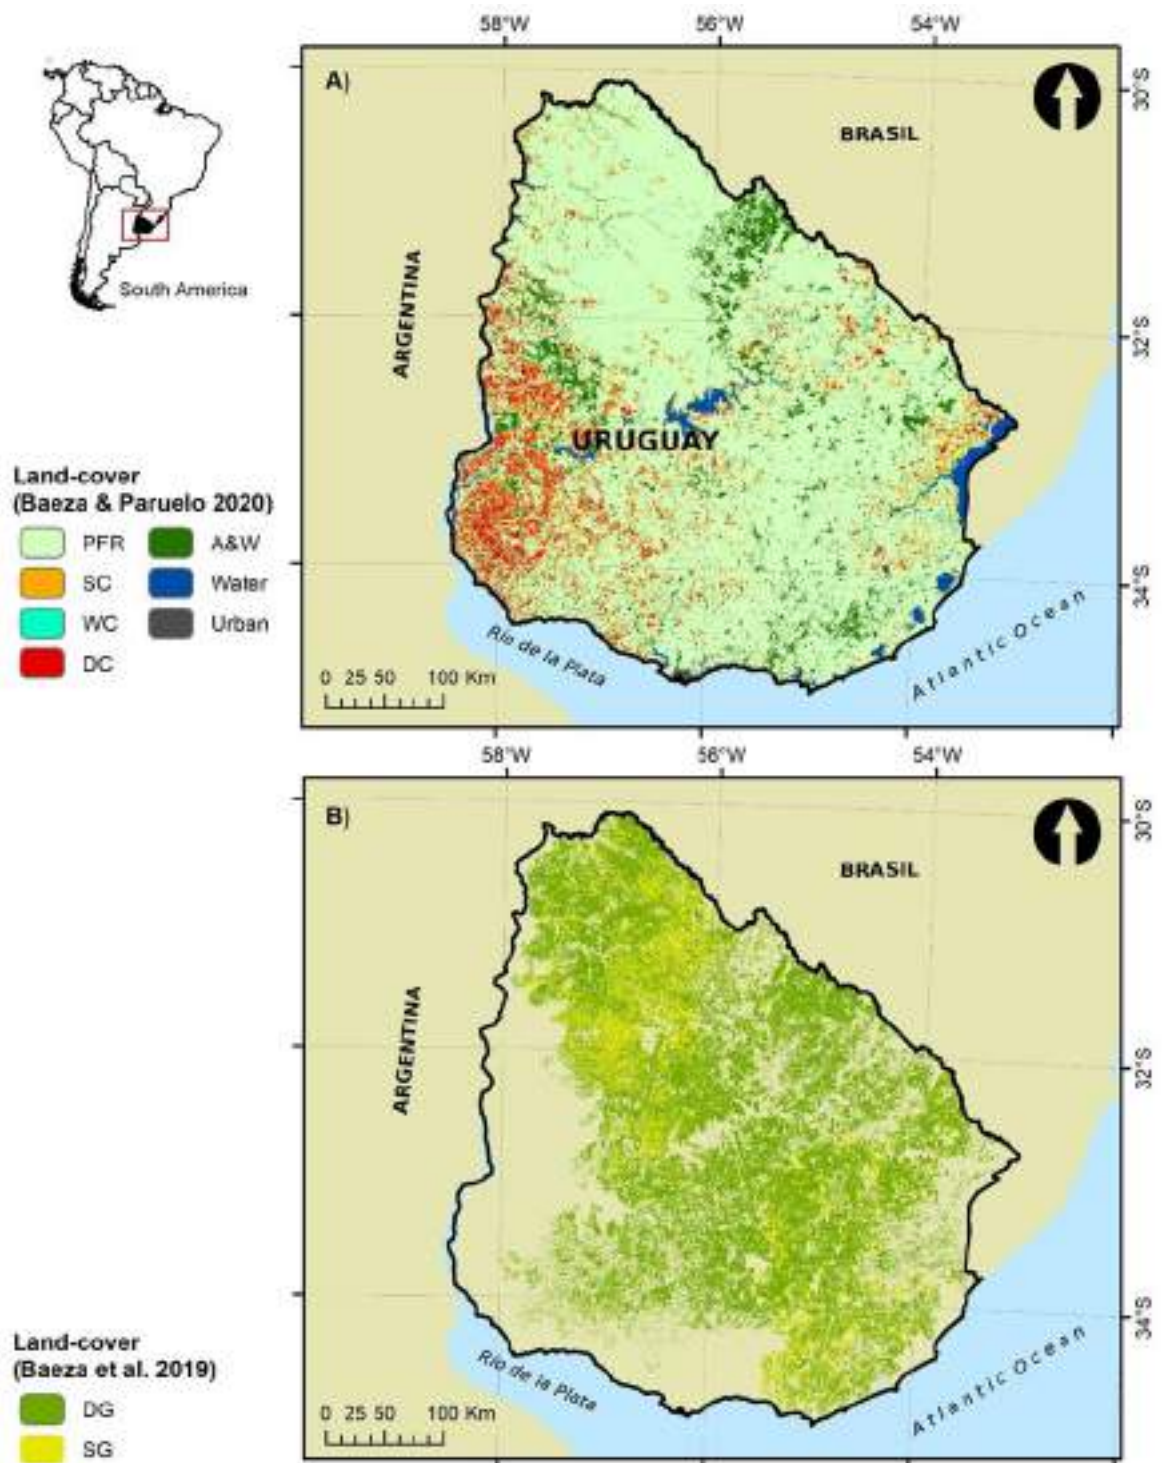 58°W 56°W 54°W
A)
BRASIL
30°S
ARGENTINA
South America
32°S
URUGUAY
Land-cover
(Baeza & Paruelo 2020)
PFR A&W
SC Water
WC Urban
DC
34°S
Río de la Plata
Atlantic Ocean
0 25 50 100 Km
58°W 56°W 54°W
B)
BRASIL
30°S
ARGENTINA
32°S
34°S
Land-cover
(Baeza et al. 2019)
DG
SG
Río de la Plata
Atlantic Ocean
0 25 50 100 Km